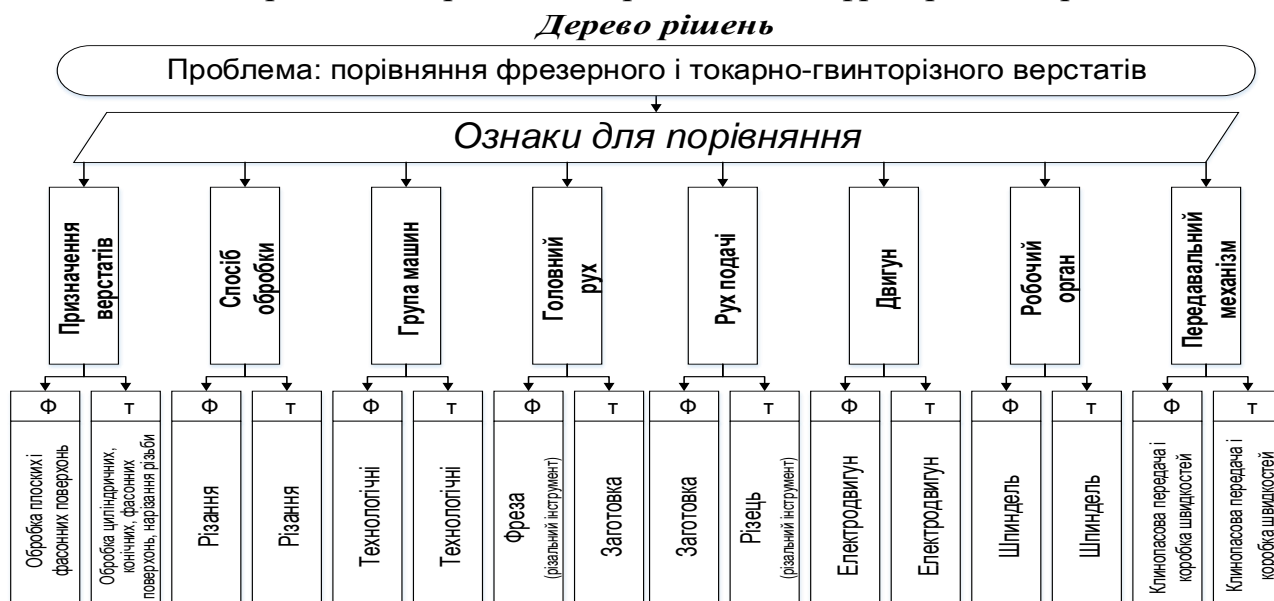 Дерево рішень
Проблема: порівняння фрезерного і токарно-гвинторізного верстатів
Ознаки для порівняння
Призначення
верстатів
Спосіб
обробки
Група машин
Головний
рух
Рух подачі
Двигун
Робочий
орган
Передавальний
механізм
Ф
т
Ф
т
Ф
т
Ф
т
Ф
т
Ф
т
Ф
т
Ф
т
Обробка плоских і
фасонних поверхонь
Обробка циліндричних,
конічних, фасонних
поверхонь, нарізання різьби
Різання
Різання
Технологічні
Технологічні
Фреза
(різальний інструмент)
Заготовка
Заготовка
Різець
(різальний інструмент)
Електродвигун
Електродвигун
Шпиндель
Шпиндель
Клинопасова передача і
коробка швидкостей
Клинопасова передача і
коробка швидкостей